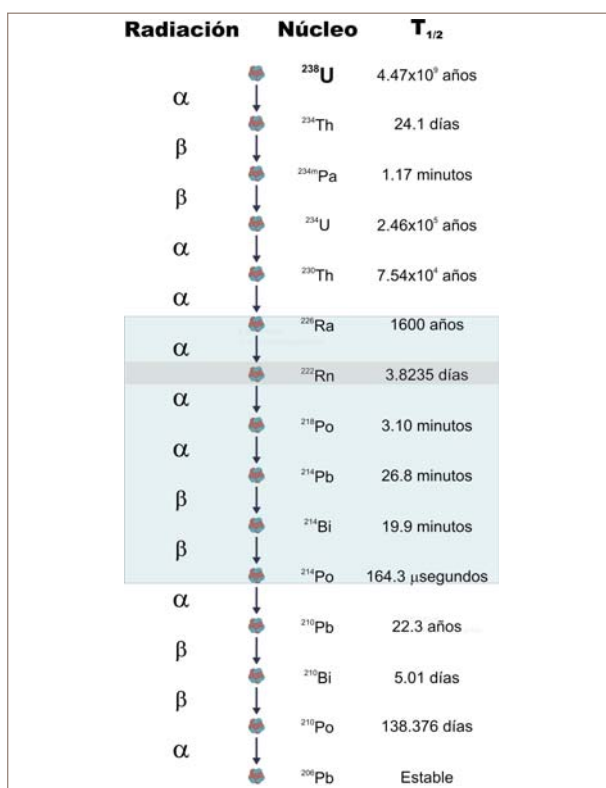 Radiación Núcleo T1/2
²³⁸U 4.47x10⁹ años
α
²³⁴Th 24.1 días
β
²³⁴ᵐPa 1.17 minutos
β
²³⁴U 2.46x10⁵ años
α
²³⁰Th 7.54x10⁴ años
α
²²⁶Ra 1600 años
α
²²²Rn 3.8235 días
α
²¹⁸Po 3.10 minutos
α
²¹⁴Pb 26.8 minutos
β
²¹⁴Bi 19.9 minutos
β
²¹⁴Po 164.3 μsegundos
α
²¹⁰Pb 22.3 años
β
²¹⁰Bi 5.01 días
β
²¹⁰Po 138.376 días
α
²⁰⁶Pb Estable